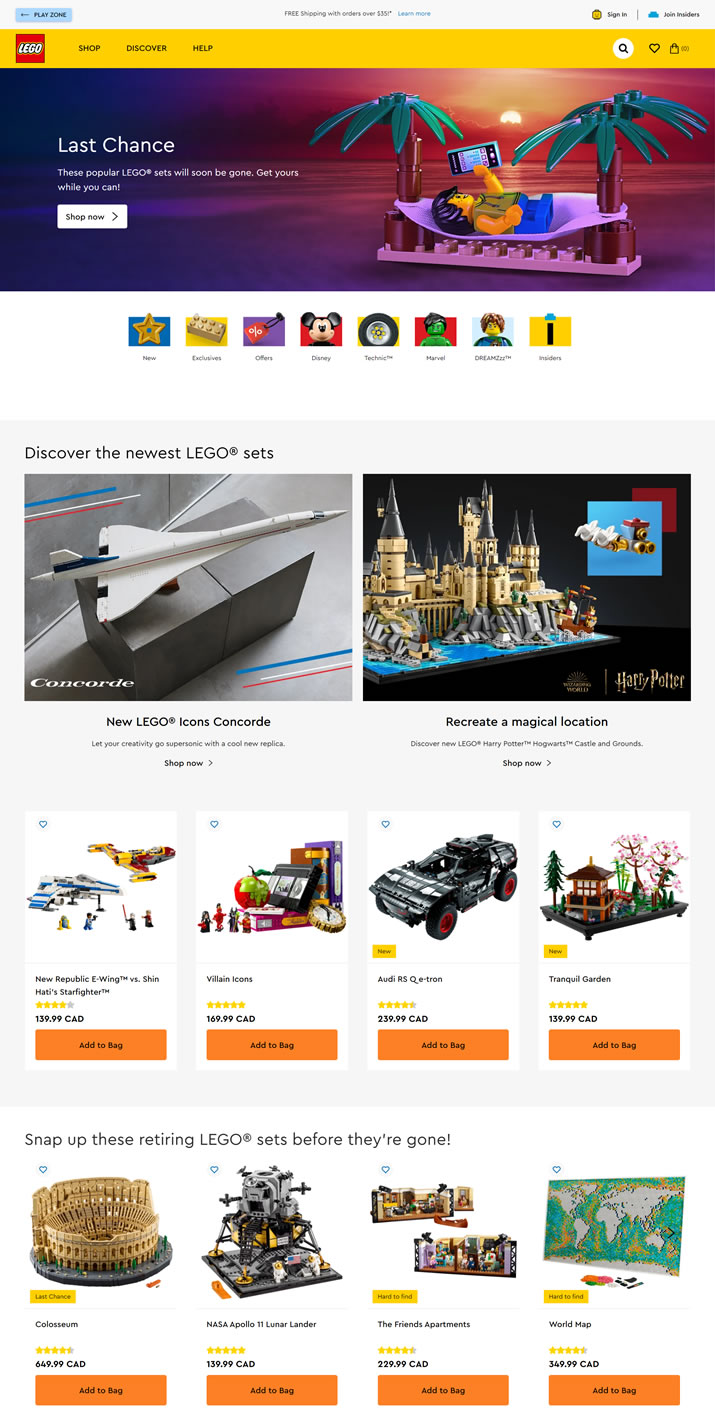 PLAY ZONE
FREE Shipping with orders over $35!* Learn more
Sign In
Join Insiders
LEGO
SHOP
DISCOVER
HELP
(0)
Last Chance
These popular LEGO® sets will soon be gone. Get yours
while you can!
Shop now
New
Exclusives
Offers
Disney
Technic™
Marvel
DREAMZzz™
Insiders
Discover the newest LEGO® sets
Concorde
WIZARDING
WORLD
Harry Potter
New LEGO® Icons Concorde
Let your creativity go supersonic with a cool new replica.
Shop now
Recreate a magical location
Discover new LEGO® Harry Potter™ Hogwarts™ Castle and Grounds.
Shop now
New Republic E-Wing™ vs. Shin
Hati's Starfighter™
139.99 CAD
Add to Bag
Villain Icons
169.99 CAD
Add to Bag
New
Audi RS Q e-tron
239.99 CAD
Add to Bag
New
Tranquil Garden
139.99 CAD
Add to Bag
Snap up these retiring LEGO® sets before they're gone!
Last Chance
Colosseum
649.99 CAD
Add to Bag
NASA Apollo 11 Lunar Lander
139.99 CAD
Add to Bag
Hard to find
The Friends Apartments
229.99 CAD
Add to Bag
Hard to find
World Map
349.99 CAD
Add to Bag